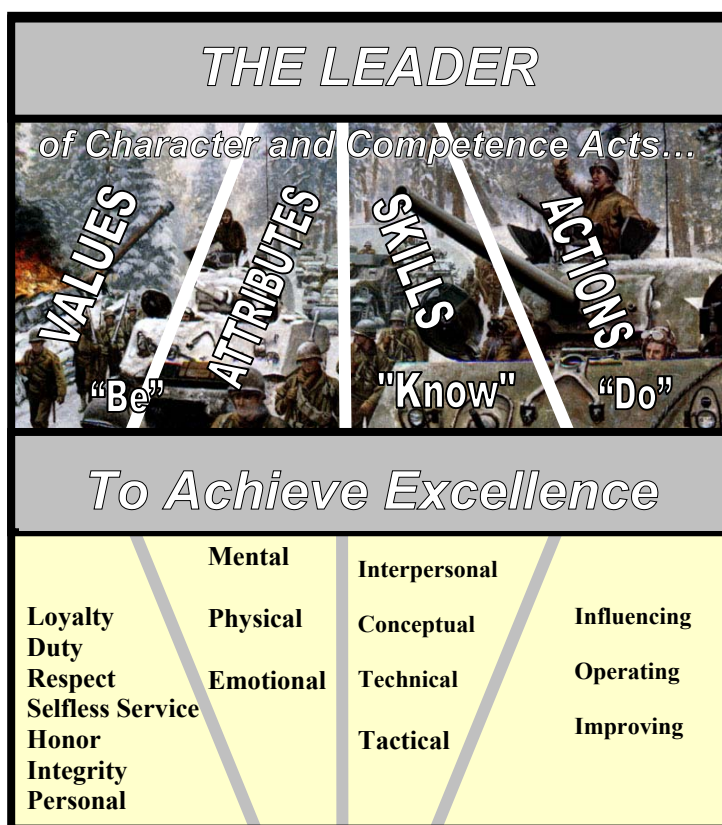 THE LEADER
of Character and Competence Acts...
VALUES
ATTRIBUTES
SKILLS
ACTIONS
“Be”
"Know"
“Do”
To Achieve Excellence
Loyalty
Duty
Respect
Selfless Service
Honor
Integrity
Personal
Mental
Physical
Emotional
Interpersonal
Conceptual
Technical
Tactical
Influencing
Operating
Improving